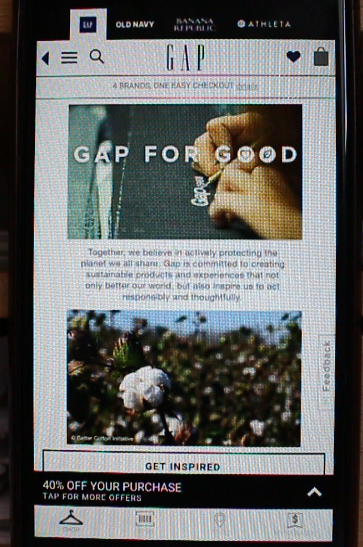 GAP
OLD NAVY
BANANA
REPUBLIC
ATHLETA
GAP
4 BRANDS, ONE EASY CHECKOUT
GAP FOR GOOD
Together, we believe in actively protecting the
planet we all share. Gap is committed to creating
sustainable products and experiences that not
only better our world, but also inspire us to act
responsibly and thoughtfully.
© Better Cotton Initiative
Feedback
GET INSPIRED
40% OFF YOUR PURCHASE
TAP FOR MORE OFFERS
SHOP